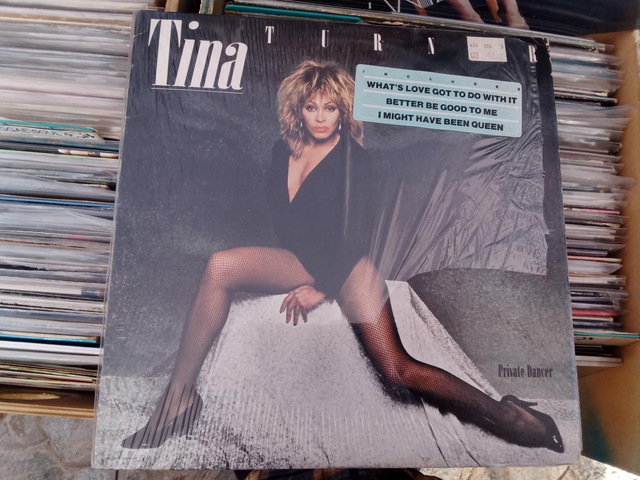 Tina TURNER
INCLUDES
WHAT'S LOVE GOT TO DO WITH IT
BETTER BE GOOD TO ME
I MIGHT HAVE BEEN QUEEN
Private Dancer